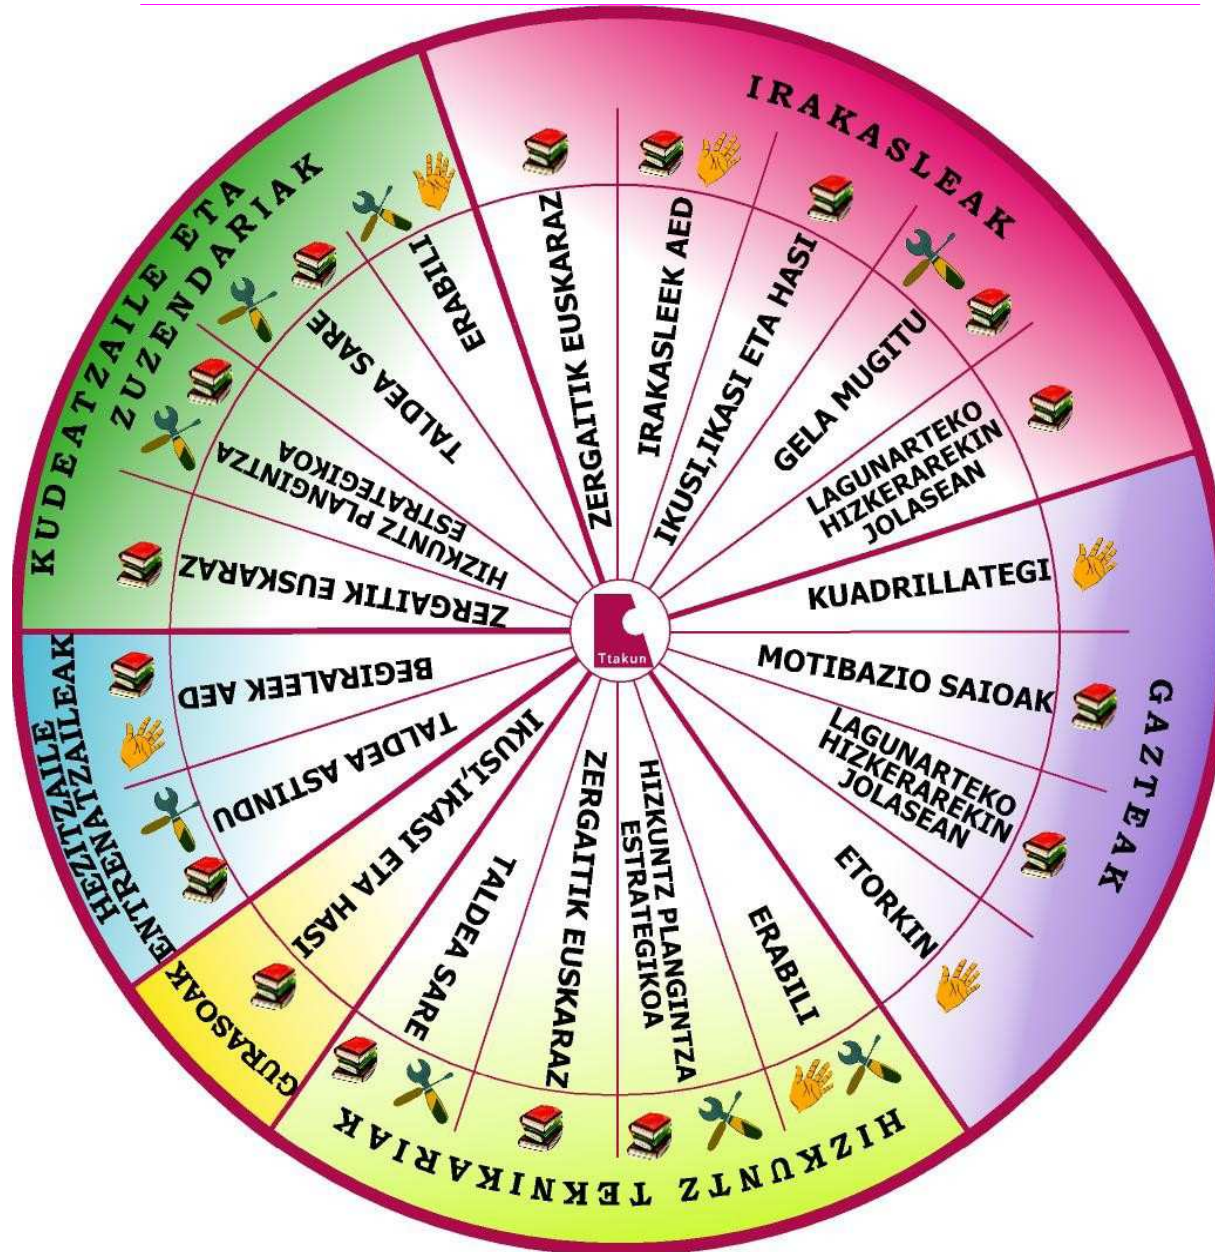 IRAKASLEAK
ZERGAITIK EUSKARAZ
IRAKASLEEK AED
IKUSI,IKASI ETA HASI
GELA MUGITU
LAGUNARTEKO
HIZKERAREKIN
JOLASEAN
GAZTEAK
KUADRILLATEGI
MOTIBAZIO SAIOAK
LAGUNARTEKO
HIZKERAREKIN
JOLASEAN
ETORKIN
HIZKUNTZ TEKNIKARIAK
ERABILI
HIZKUNTZ PLANGINTZA
ESTRATEGIKOA
ZERGAITIK EUSKARAZ
TALDEA SARE
GURASOAK
IKUSI,IKASI ETA HASI
HEZITZAILE
ENTRENATZAILEAK
TALDEA ASTINDU
BEGIRALEEK AED
KUDEATZAILE ETA
ZUZENDARIAK
ZERGAITIK EUSKARAZ
HIZKUNTZ PLANGINTZA
ESTRATEGIKOA
TALDEA SARE
ERABILI
Ttakun